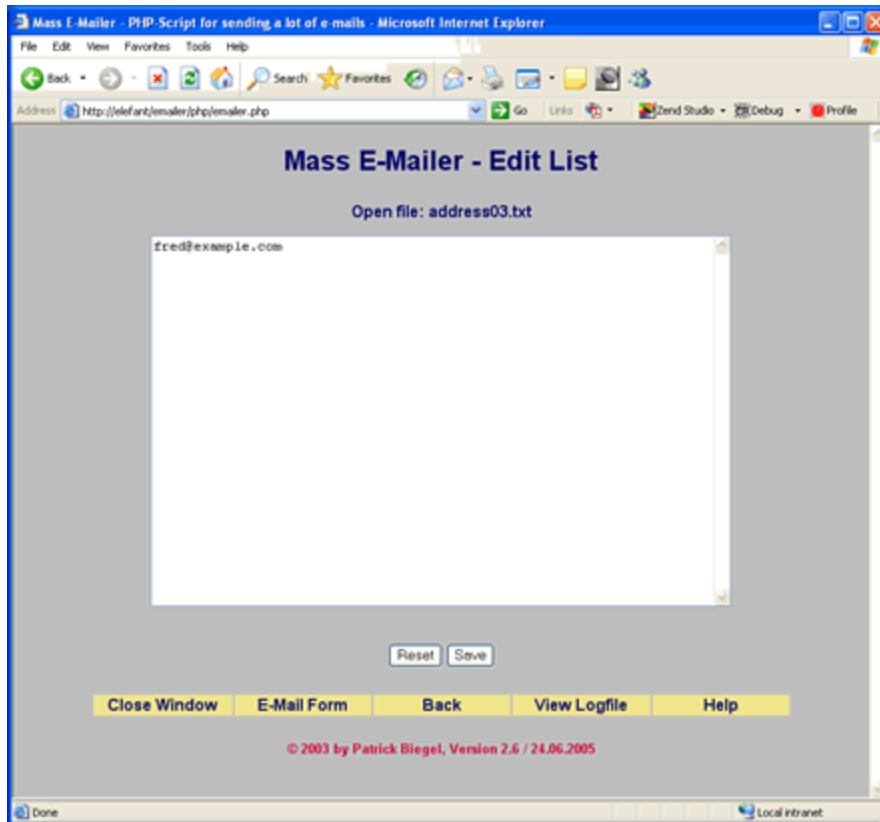 Mass E-Mailer - PHP-Script for sending a lot of e-mails - Microsoft Internet Explorer
File Edit View Favorites Tools Help
Back Search Favorites
Address http://elefant/emailer/php/emailer.php Go Links Zend Studio Debug Profile
Mass E-Mailer - Edit List
Open file: address03.txt
fred@example.com
Reset Save
Close Window E-Mail Form Back View Logfile Help
© 2003 by Patrick Biegel, Version 2.6 / 24.06.2005
Done Local intranet